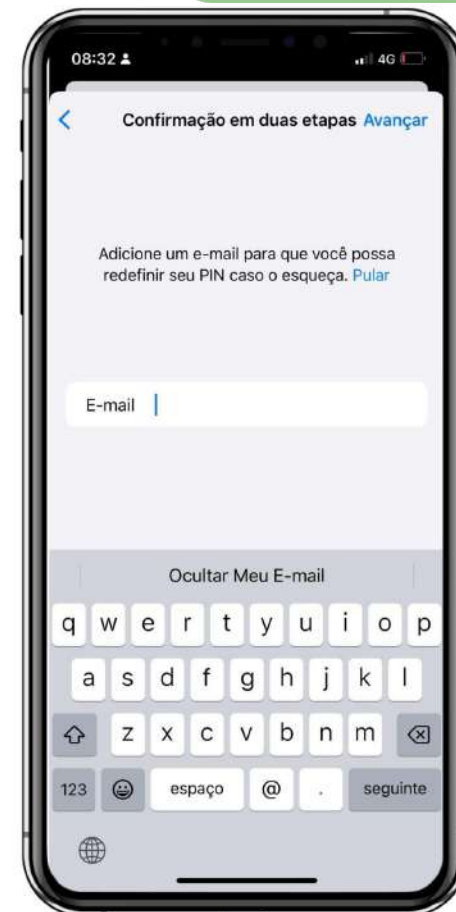 08:32
4G
Confirmação em duas etapas Avançar
Adicione um e-mail para que você possa
redefinir seu PIN caso o esqueça. Pular
E-mail
Ocultar Meu E-mail
q w e r t y u i o p
a s d f g h j k l
z x c v b n m
123 espaço @ . seguinte